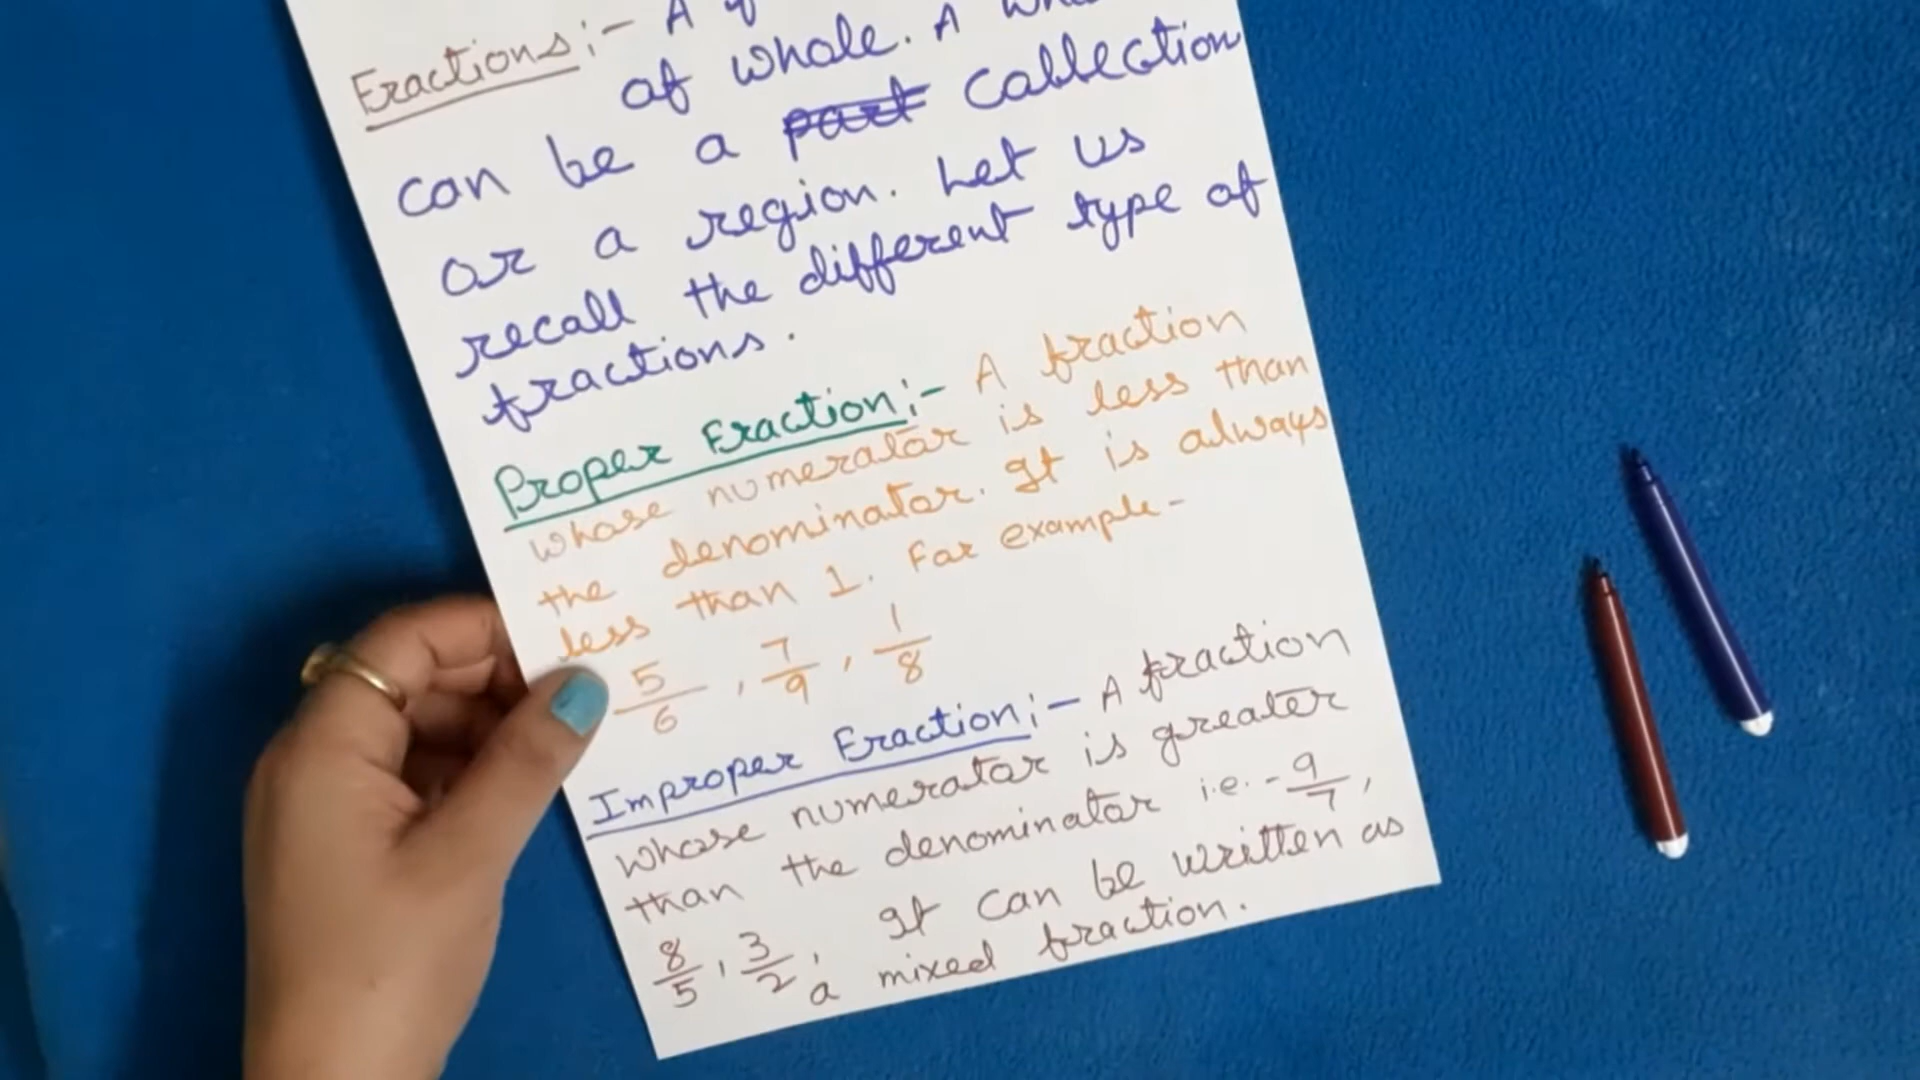 Fractions :- A
of whole. A
can be a part collection
or a region. Let us
recall the different type of
fractions.
Proper Fraction :- A fraction
whose numerator is less than
the denominator. It is always
less than 1. For example -
5/6 , 7/9 , 1/8
Improper Fraction :- A fraction
whose numerator is greater
than the denominator i.e. - 9/7 ,
8/5 , 3/2 , It can be written as
a mixed fraction.